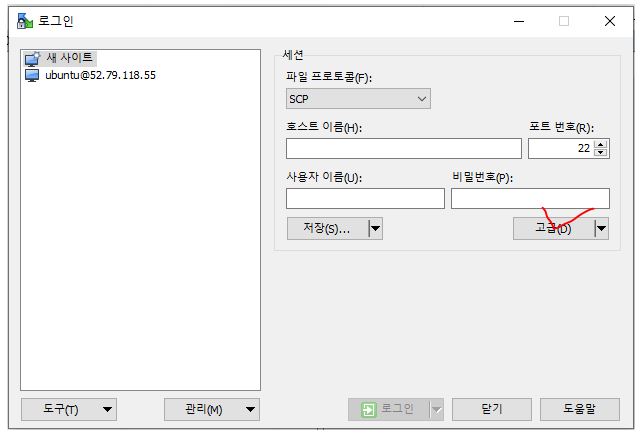 로그인
새 사이트
ubuntu@52.79.118.55
세션
파일 프로토콜(F):
SCP
호스트 이름(H):
포트 번호(R):
22
사용자 이름(U):
비밀번호(P):
저장(S)...
고급(D)
도구(T)
관리(M)
로그인
닫기
도움말